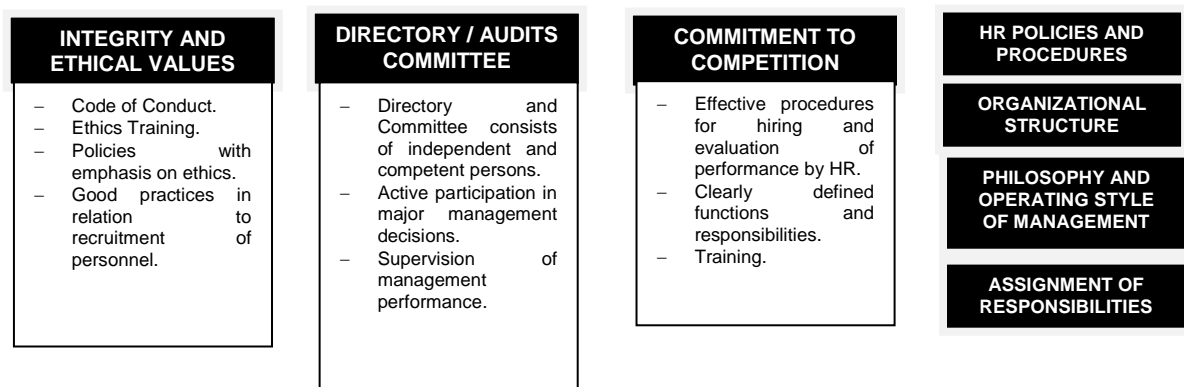 INTEGRITY AND
ETHICAL VALUES
– Code of Conduct.
– Ethics Training.
– Policies with
emphasis on ethics.
– Good practices in
relation to
recruitment of
personnel.
DIRECTORY / AUDITS
COMMITTEE
– Directory and
Committee consists
of independent and
competent persons.
– Active participation in
major management
decisions.
– Supervision of
management
performance.
COMMITMENT TO
COMPETITION
– Effective procedures
for hiring and
evaluation of
performance by HR.
– Clearly defined
functions and
responsibilities.
– Training.
HR POLICIES AND
PROCEDURES
ORGANIZATIONAL
STRUCTURE
PHILOSOPHY AND
OPERATING STYLE
OF MANAGEMENT
ASSIGNMENT OF
RESPONSIBILITIES